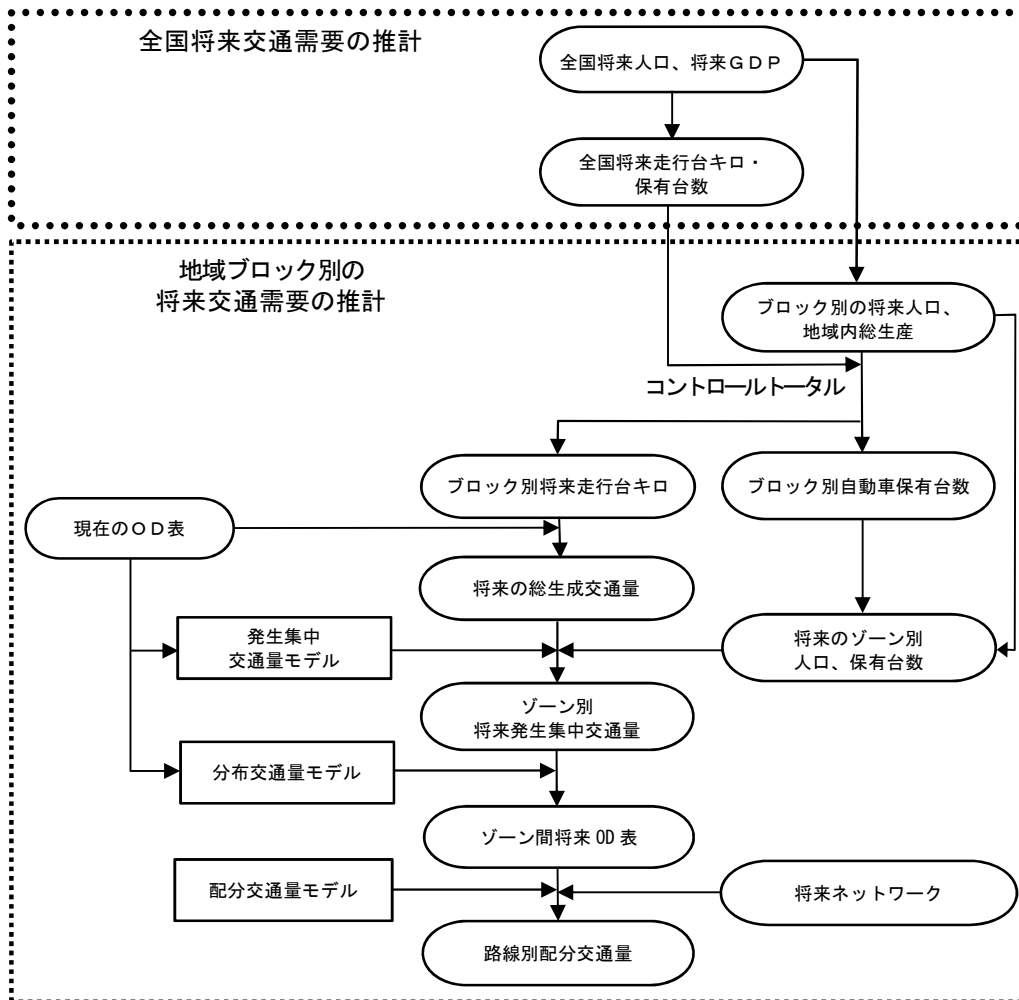 全国将来交通需要の推計
全国将来人口、将来ＧＤＰ
全国将来走行台キロ・
保有台数
地域ブロック別の
将来交通需要の推計
ブロック別の将来人口、
地域内総生産
コントロールトータル
ブロック別将来走行台キロ
ブロック別自動車保有台数
現在のＯＤ表
将来の総生成交通量
発生集中
交通量モデル
将来のゾーン別
人口、保有台数
ゾーン別
将来発生集中交通量
分布交通量モデル
ゾーン間将来 OD 表
配分交通量モデル
将来ネットワーク
路線別配分交通量